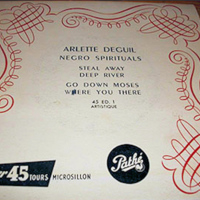 ARLETTE DEGUIL
NEGRO SPIRITUALS
STEAL AWAY
DEEP RIVER
GO DOWN MOSES
WHERE YOU THERE
45 ED. 1
ARTISTIQUE
45 TOURS MICROSILLON
Pathé